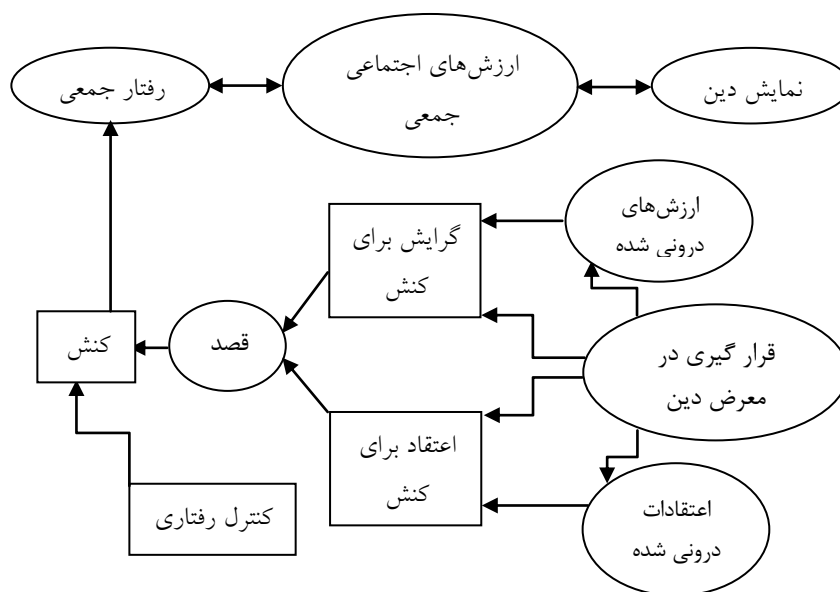 نمایش دین
ارزش‌های اجتماعی
جمعی
رفتار جمعی
ارزش‌های
درونی شده
گرایش برای
کنش
قرار گیری در
معرض دین
قصد
کنش
اعتقاد برای
کنش
کنترل رفتاری
اعتقادات
درونی شده